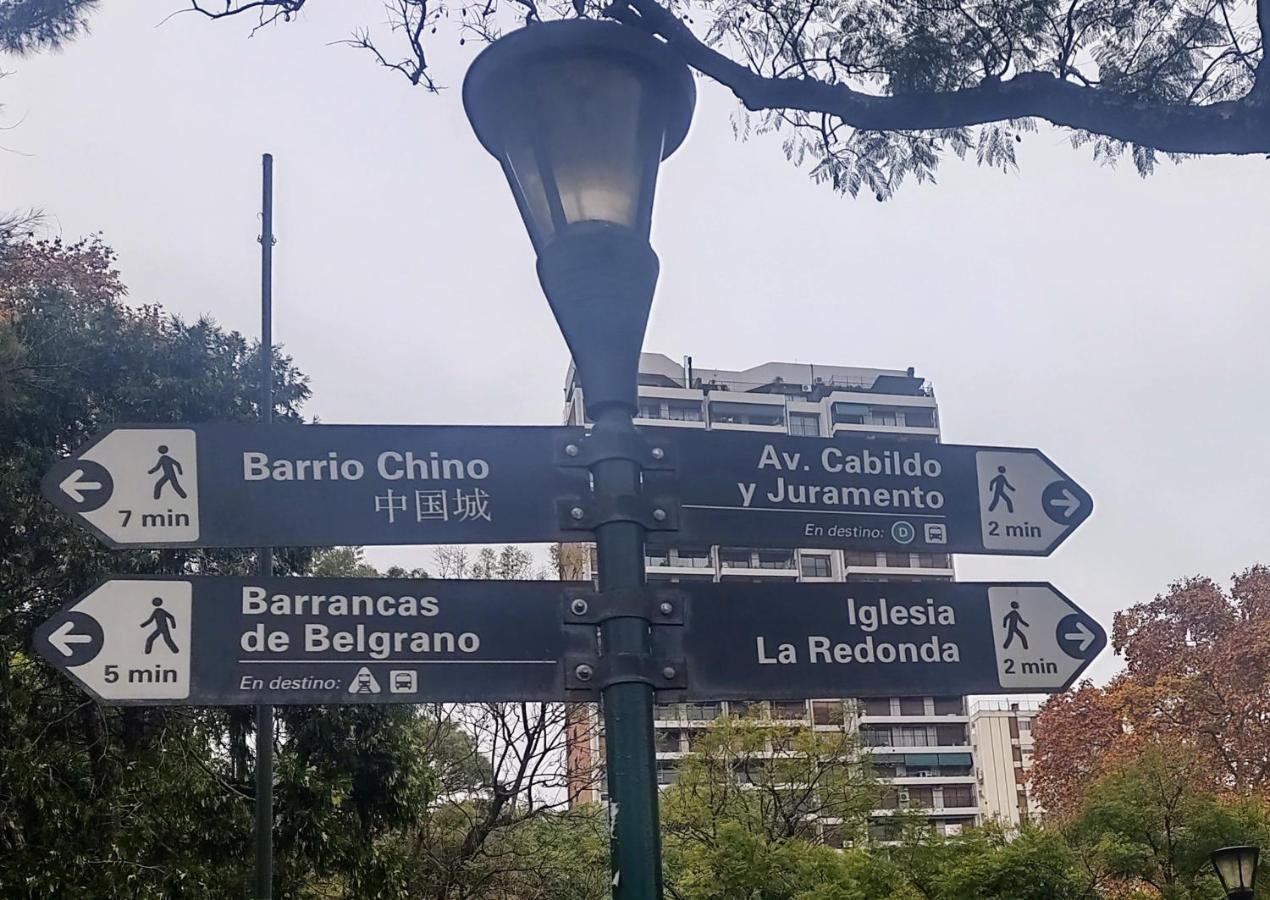 Barrio Chino
中国城
7 min
Av. Cabildo
y Juramento
En destino: D
2 min
Barrancas
de Belgrano
En destino:
5 min
Iglesia
La Redonda
2 min